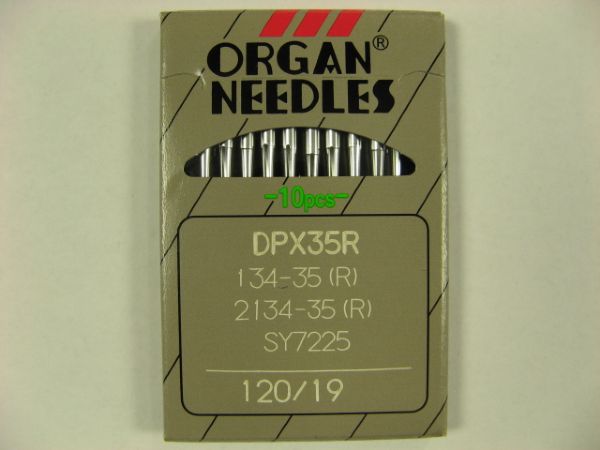 ORGAN®
NEEDLES
-10pcs-
DPX35R
134-35 (R)
2134-35 (R)
SY7225
120/19